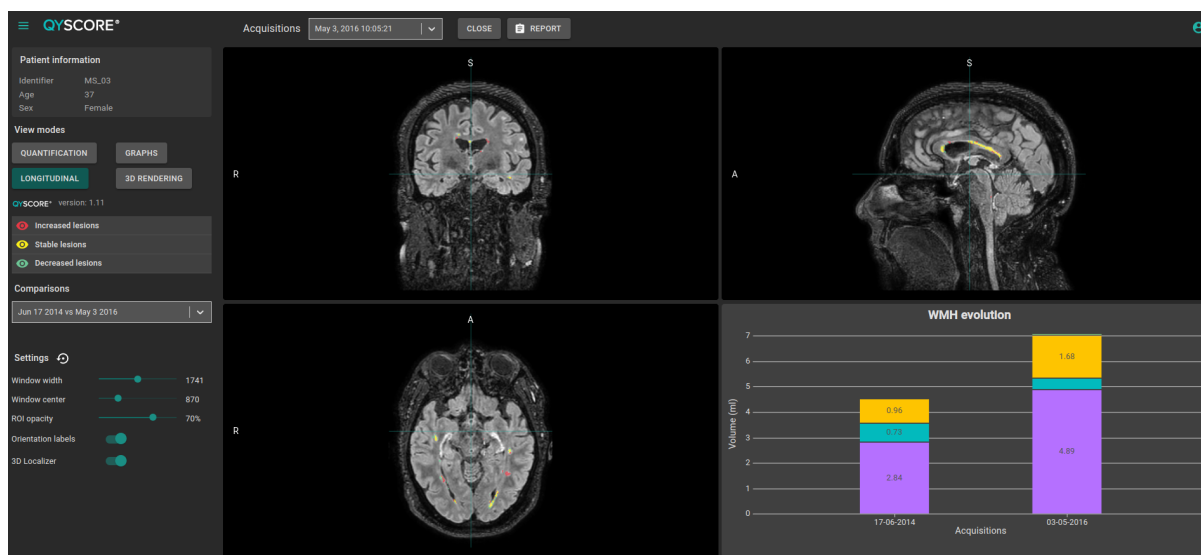 QYSCORE®
Acquisitions
May 3, 2016 10:05:21
CLOSE
REPORT
Patient information
Identifier MS_03
Age 37
Sex Female
View modes
QUANTIFICATION GRAPHS
LONGITUDINAL 3D RENDERING
QYSCORE® version: 1.11
Increased lesions
Stable lesions
Decreased lesions
Comparisons
Jun 17 2014 vs May 3 2016
Settings
Window width 1741
Window center 870
ROI opacity 70%
Orientation labels
3D Localizer
S
R
S
A
A
R
WMH evolution
Volume (ml)
7
6
5
4
3
2
1
0
0.96
0.73
2.84
1.68
4.89
17-06-2014 03-05-2016
Acquisitions